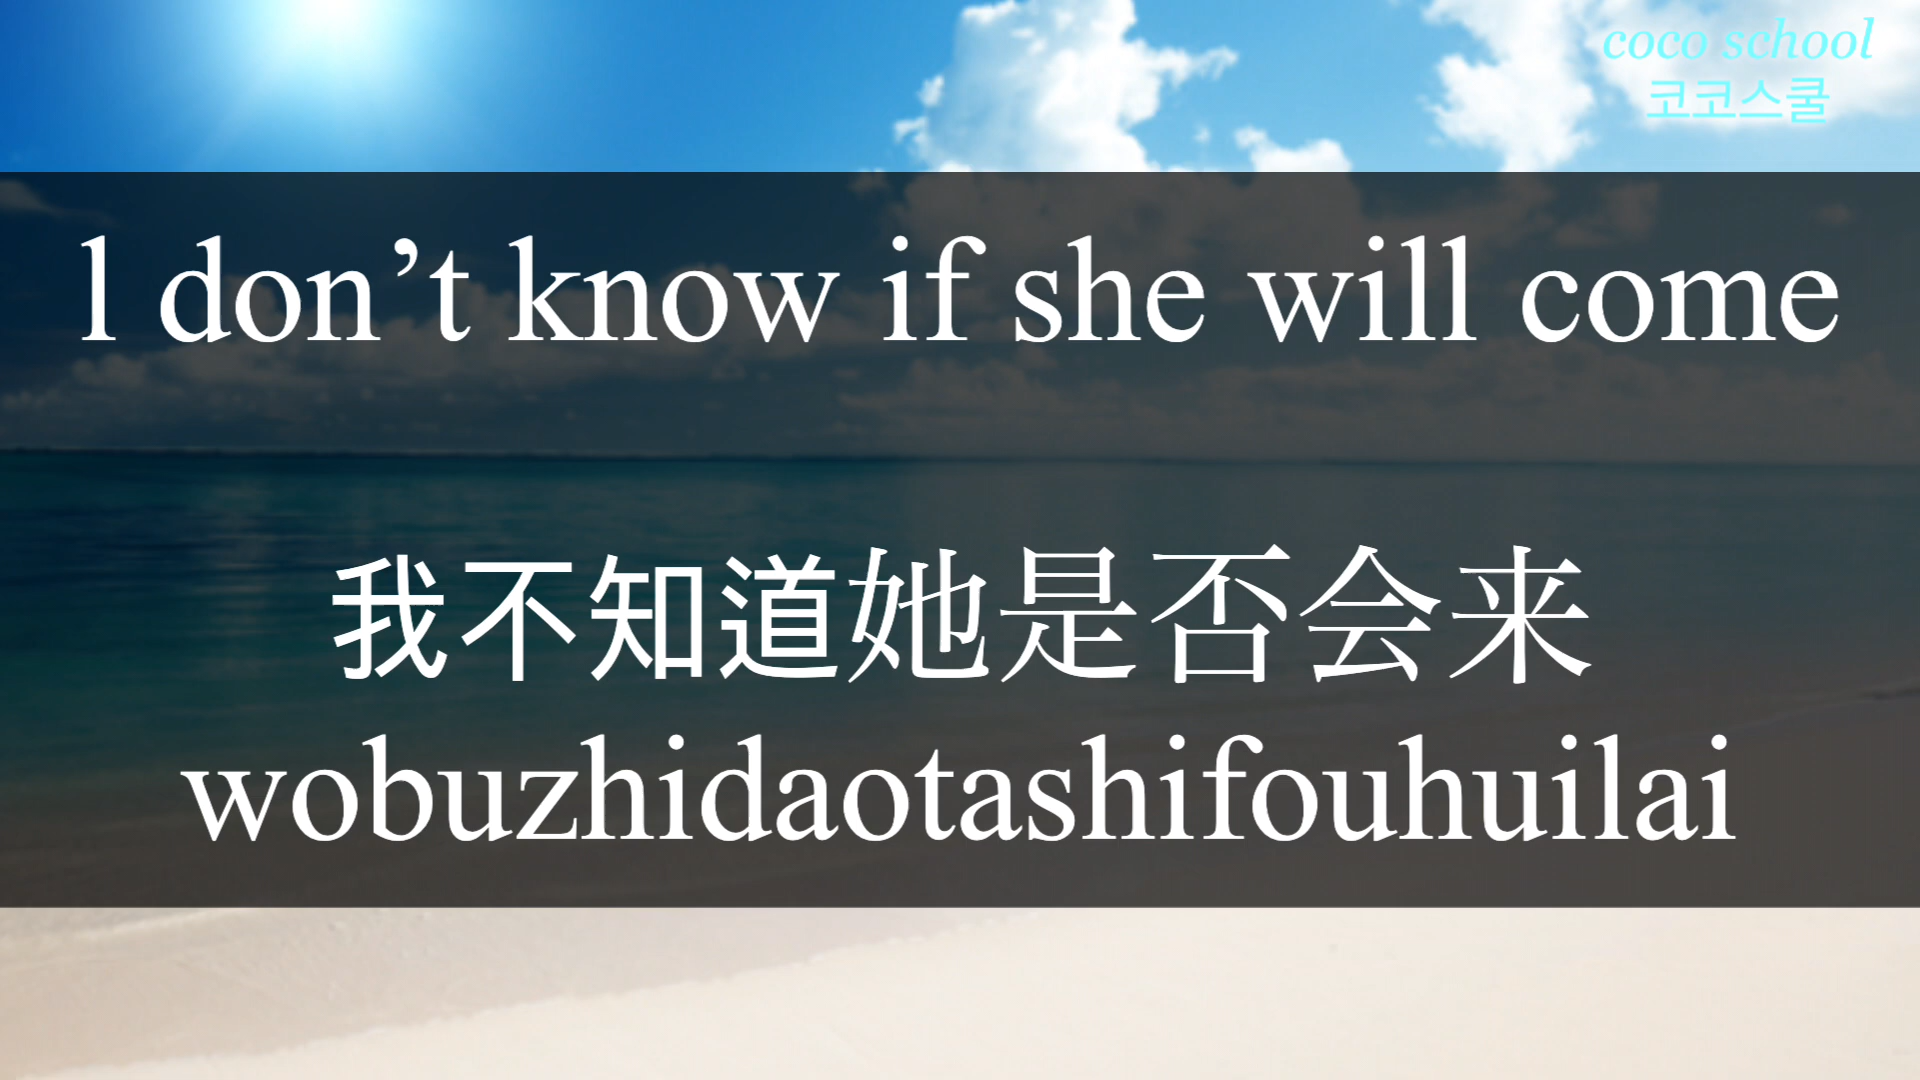 coco school
코코스쿨
l don’t know if she will come
我不知道她是否会来
wobuzhidaotashifouhuilai